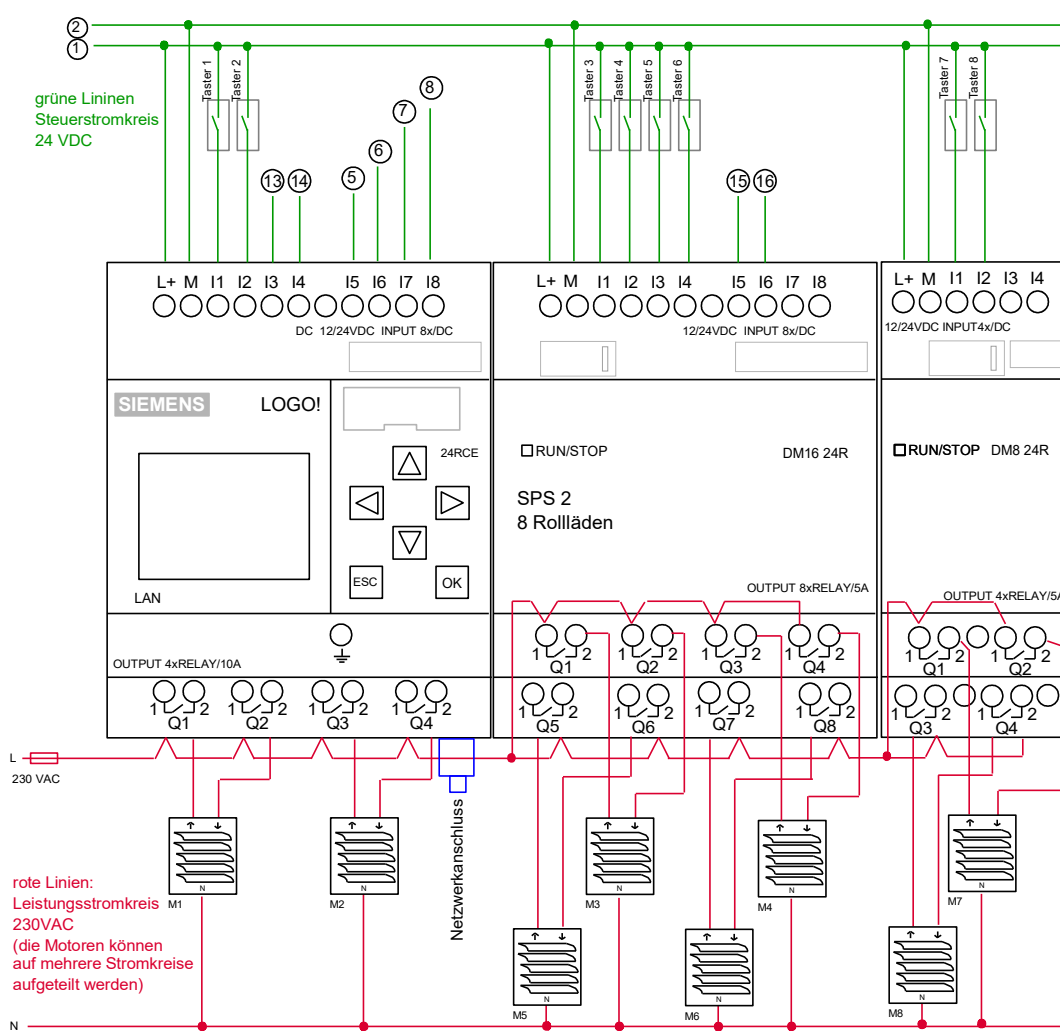 2
1
Taster 1
Taster 2
Taster 3
Taster 4
Taster 5
Taster 6
Taster 7
Taster 8
grüne Lininen
Steuerstromkreis
24 VDC
13 14 5 6 7 8
15 16
L+ M I1 I2 I3 I4 I5 I6 I7 I8
DC 12/24VDC INPUT 8x/DC
L+ M I1 I2 I3 I4 I5 I6 I7 I8
12/24VDC INPUT 8x/DC
L+ M I1 I2 I3 I4
12/24VDC INPUT4x/DC
SIEMENS LOGO!
24RCE
ESC OK
LAN
RUN/STOP DM16 24R
SPS 2
8 Rollläden
OUTPUT 8xRELAY/5A
RUN/STOP DM8 24R
OUTPUT 4xRELAY/5A
OUTPUT 4xRELAY/10A
1 2 1 2 1 2 1 2
Q1 Q2 Q3 Q4
1 2 1 2 1 2 1 2
Q1 Q2 Q3 Q4
1 2 1 2 1 2 1 2
Q5 Q6 Q7 Q8
1 2 1 2
Q1 Q2
1 2 1 2
Q3 Q4
L
230 VAC
Netzwerkanschluss
N
M1
N
M2
N
M3
N
M4
N
M7
N
M5
N
M6
N
M8
rote Linien:
Leistungsstromkreis
230VAC
(die Motoren können
auf mehrere Stromkreise
aufgeteilt werden)
N